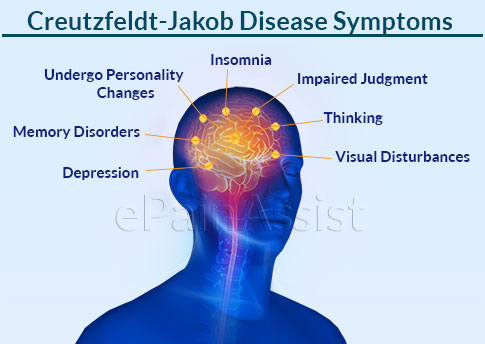 Creutzfeldt-Jakob Disease Symptoms
Insomnia
Undergo Personality
Changes
Impaired Judgment
Thinking
Memory Disorders
Visual Disturbances
Depression
ePainAssist